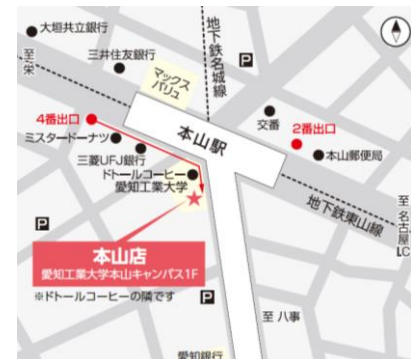 大垣共立銀行
至
栄
三井住友銀行
マックス
バリュ
地下鉄名城線
P
4番出口
ミスタードーナツ
三菱UFJ銀行
本山駅
交番
2番出口
本山郵便局
ドトールコーヒー
愛知工業大学
地下鉄東山線
至
名古屋IC
P
本山店
愛知工業大学本山キャンパス1F
※ドトールコーヒーの隣です
P
至 八事
愛知銀行